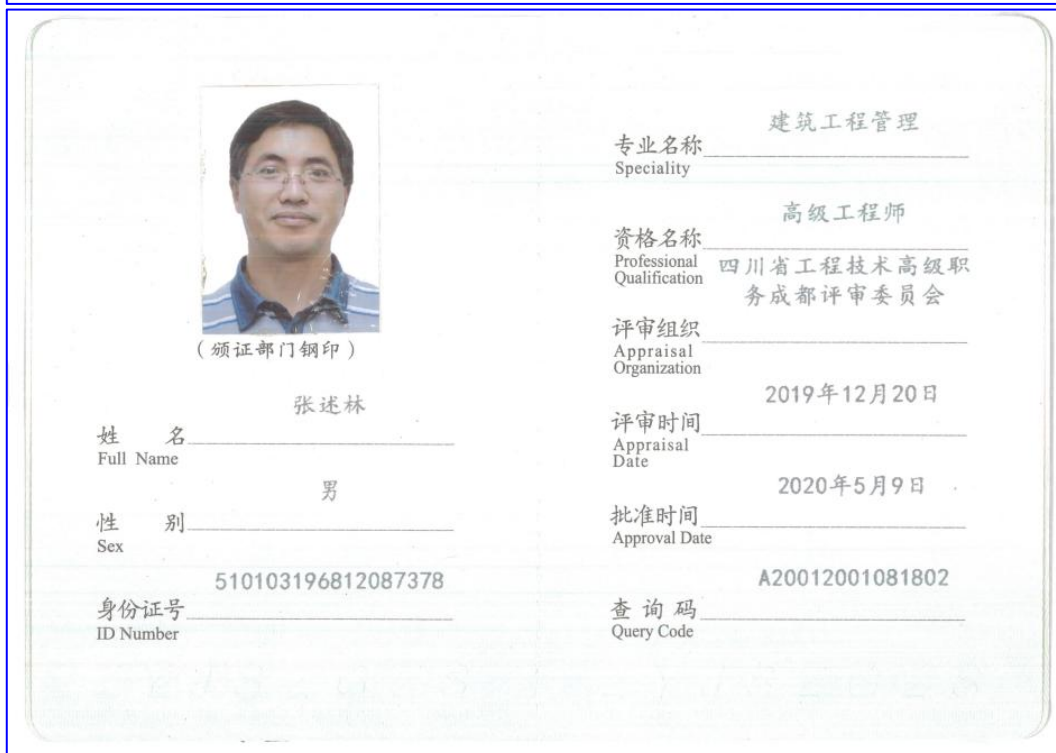 (颁证部门钢印)
张述林
姓 名
Full Name
男
性 别
Sex
510103196812087378
身份证号
ID Number
建筑工程管理
专业名称
Speciality
高级工程师
资格名称
Professional
Qualification
四川省工程技术高级职
务成都评审委员会
评审组织
Appraisal
Organization
2019年12月20日
评审时间
Appraisal
Date
2020年5月9日
批准时间
Approval Date
A20012001081802
查询码
Query Code